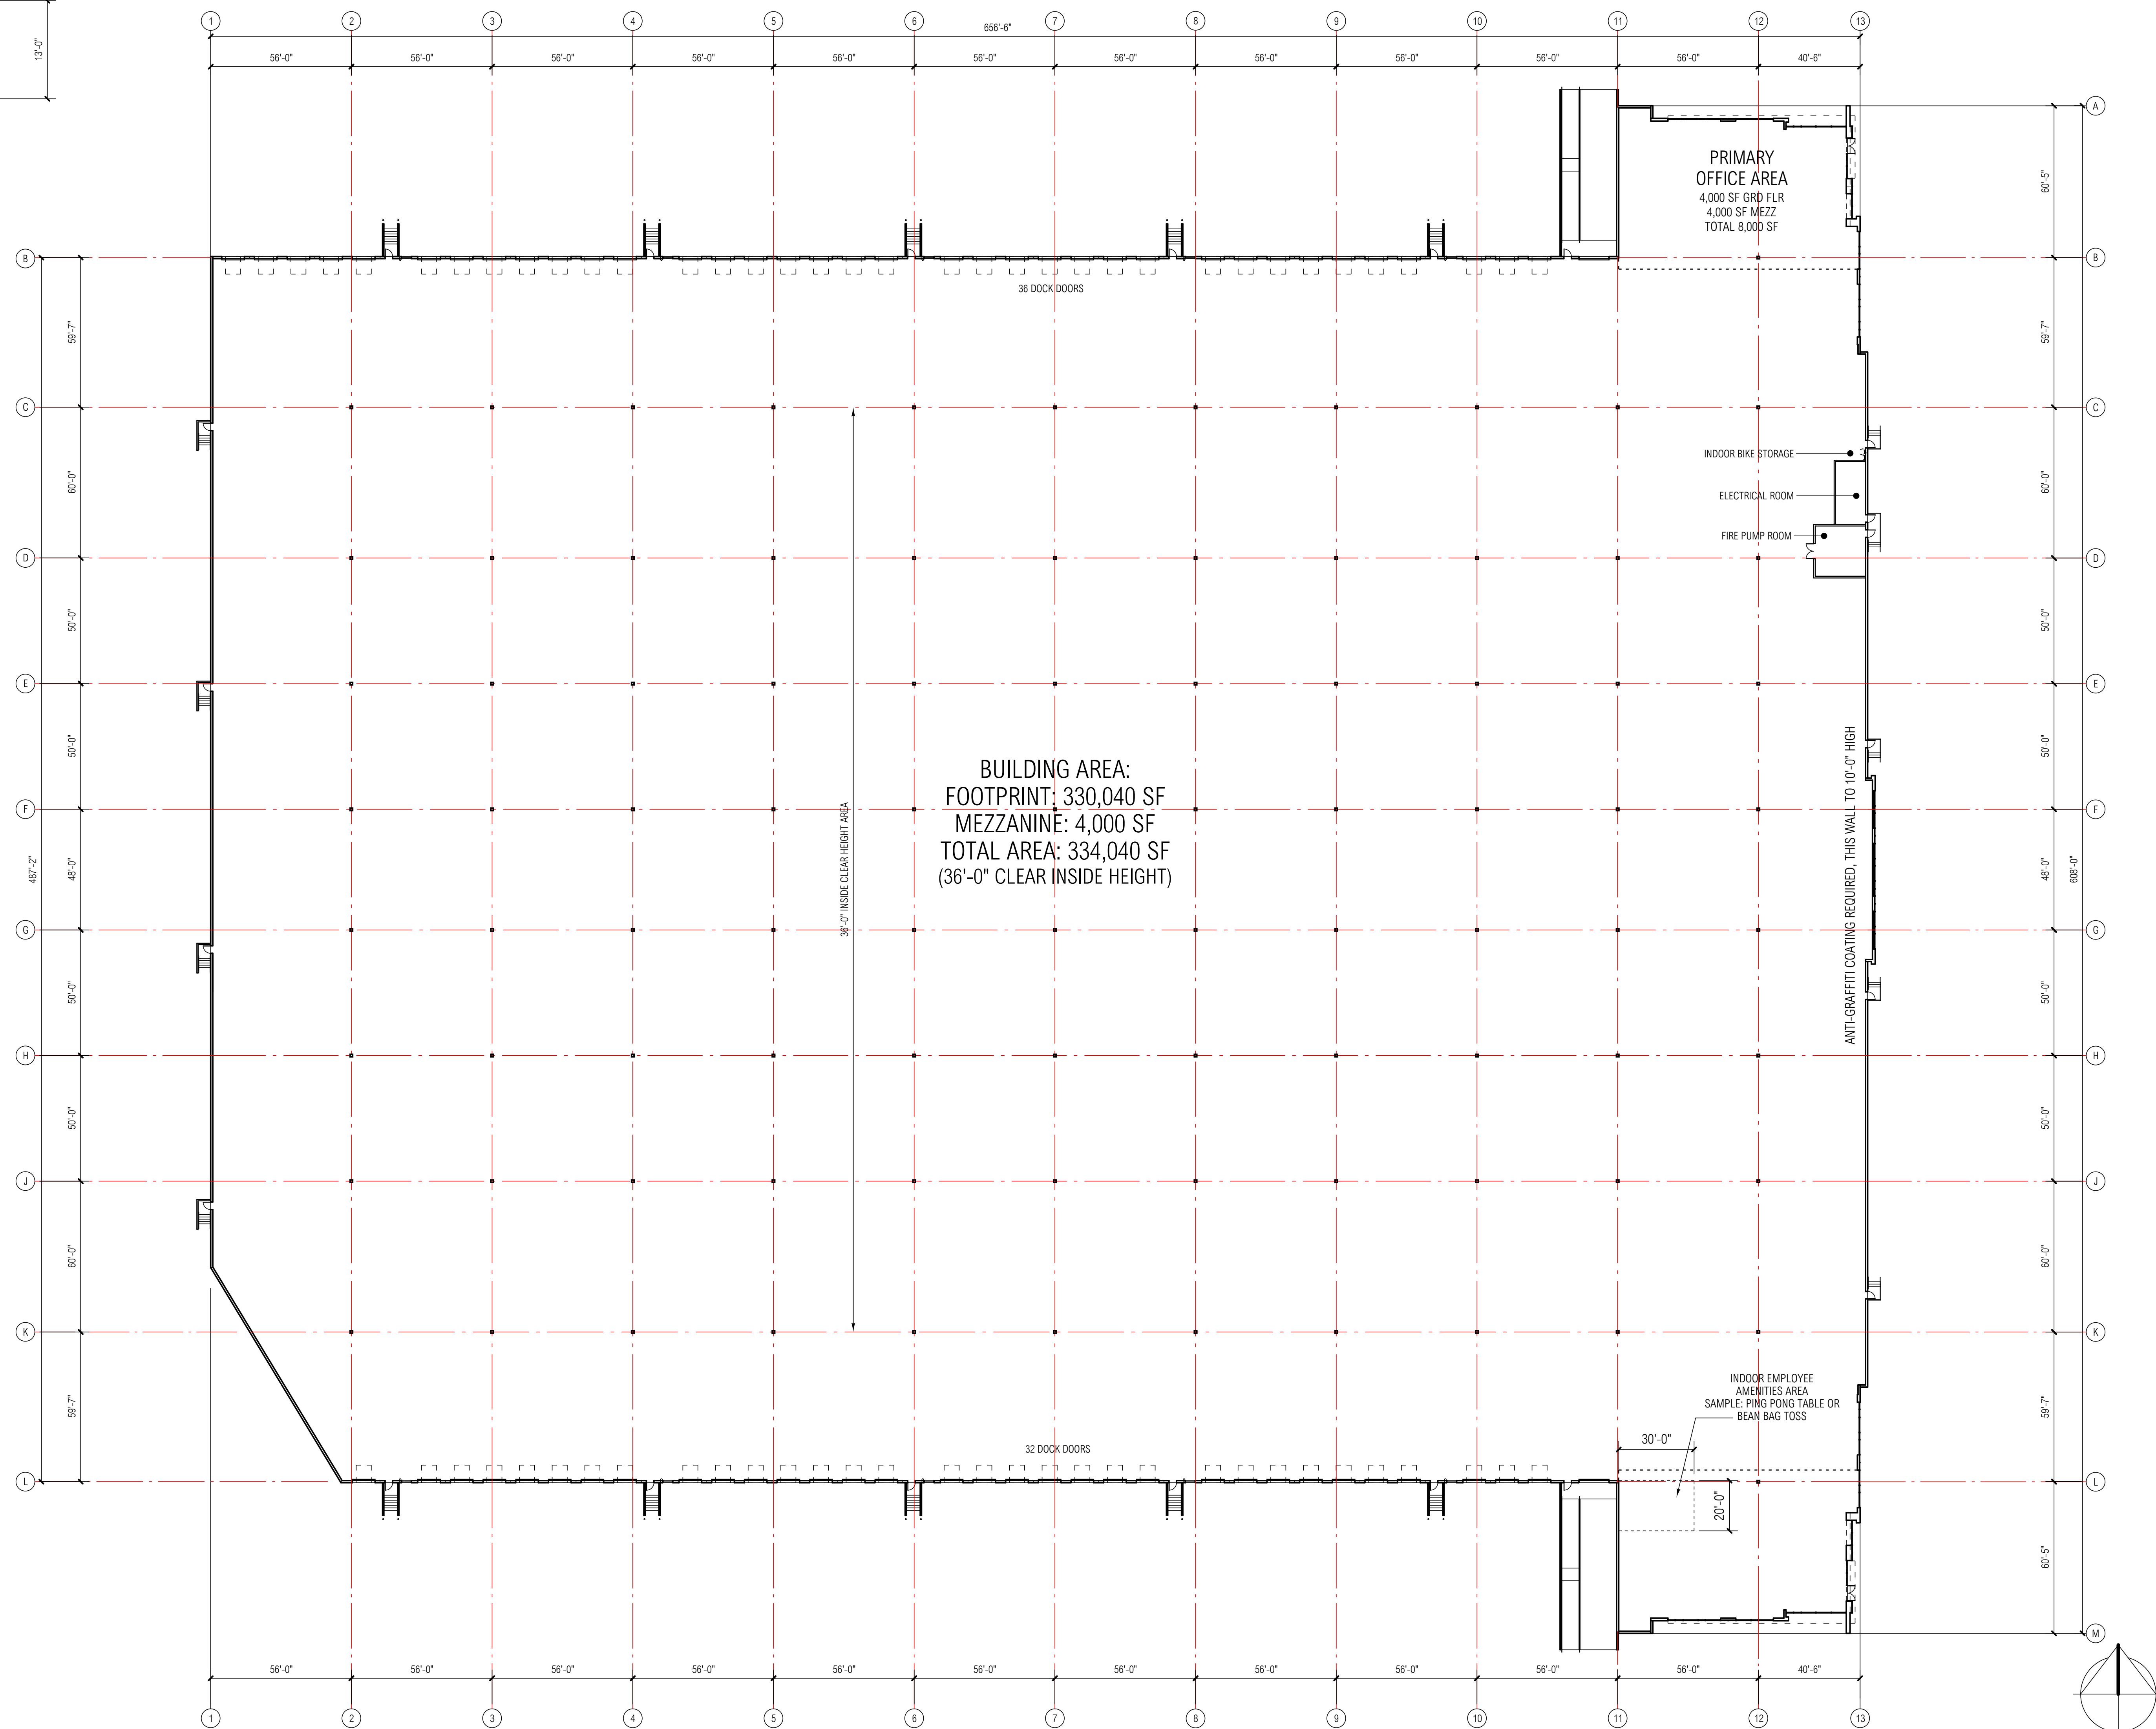 13'-0"
1 2 3 4 5 6 7 8 9 10 11 12 13
656'-6"
56'-0" 56'-0" 56'-0" 56'-0" 56'-0" 56'-0" 56'-0" 56'-0" 56'-0" 56'-0" 56'-0" 40'-6"
A
PRIMARY
OFFICE AREA
4,000 SF GRD FLR
4,000 SF MEZZ
TOTAL 8,000 SF
60'-5"
B B
36 DOCK DOORS
59'-7" 59'-7"
C C
INDOOR BIKE STORAGE
60'-0" 60'-0"
ELECTRICAL ROOM
FIRE PUMP ROOM
D D
50'-0" 50'-0"
E E
50'-0" 50'-0"
BUILDING AREA:
FOOTPRINT: 330,040 SF
MEZZANINE: 4,000 SF
TOTAL AREA: 334,040 SF
(36'-0" CLEAR INSIDE HEIGHT)
36'-0" INSIDE CLEAR HEIGHT AREA
ANTI-GRAFFITI COATING REQUIRED, THIS WALL TO 10'-0" HIGH
F F
487'-2" 48'-0" 48'-0" 608'-0"
G G
50'-0" 50'-0"
H H
50'-0" 50'-0"
J J
60'-0" 60'-0"
K K
INDOOR EMPLOYEE
AMENITIES AREA
SAMPLE: PING PONG TABLE OR
BEAN BAG TOSS
59'-7" 59'-7"
32 DOCK DOORS
30'-0"
L L
20'-0"
60'-5"
M
56'-0" 56'-0" 56'-0" 56'-0" 56'-0" 56'-0" 56'-0" 56'-0" 56'-0" 56'-0" 56'-0" 40'-6"
1 2 3 4 5 6 7 8 9 10 11 12 13